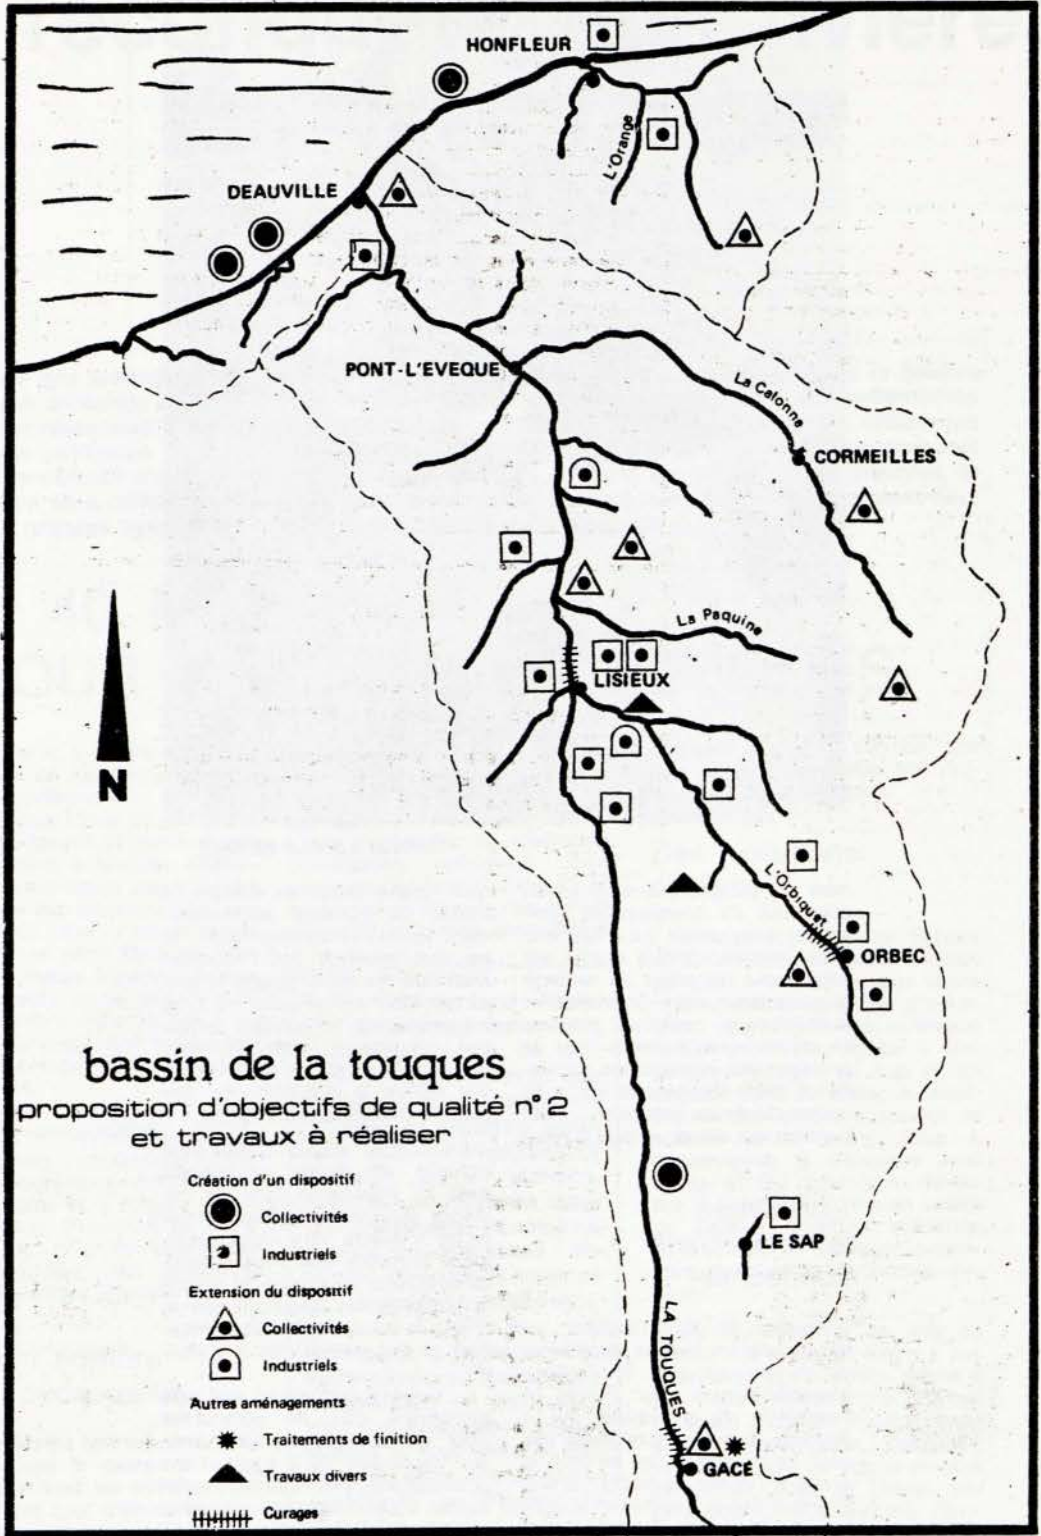 HONFLEUR
L'Orange
DEAUVILLE
PONT-L'EVEQUE
La Calonne
CORMEILLES
La Paquine
LISIEUX
N
L'Orbiquet
ORBEC
bassin de la touques
proposition d'objectifs de qualité n°2
et travaux à réaliser
Création d'un dispositif
Collectivités
Industriels
Extension du dispositif
Collectivités
Industriels
Autres aménagements
Traitements de finition
Travaux divers
Curages
LE SAP
LA TOUQUES
GACÉ